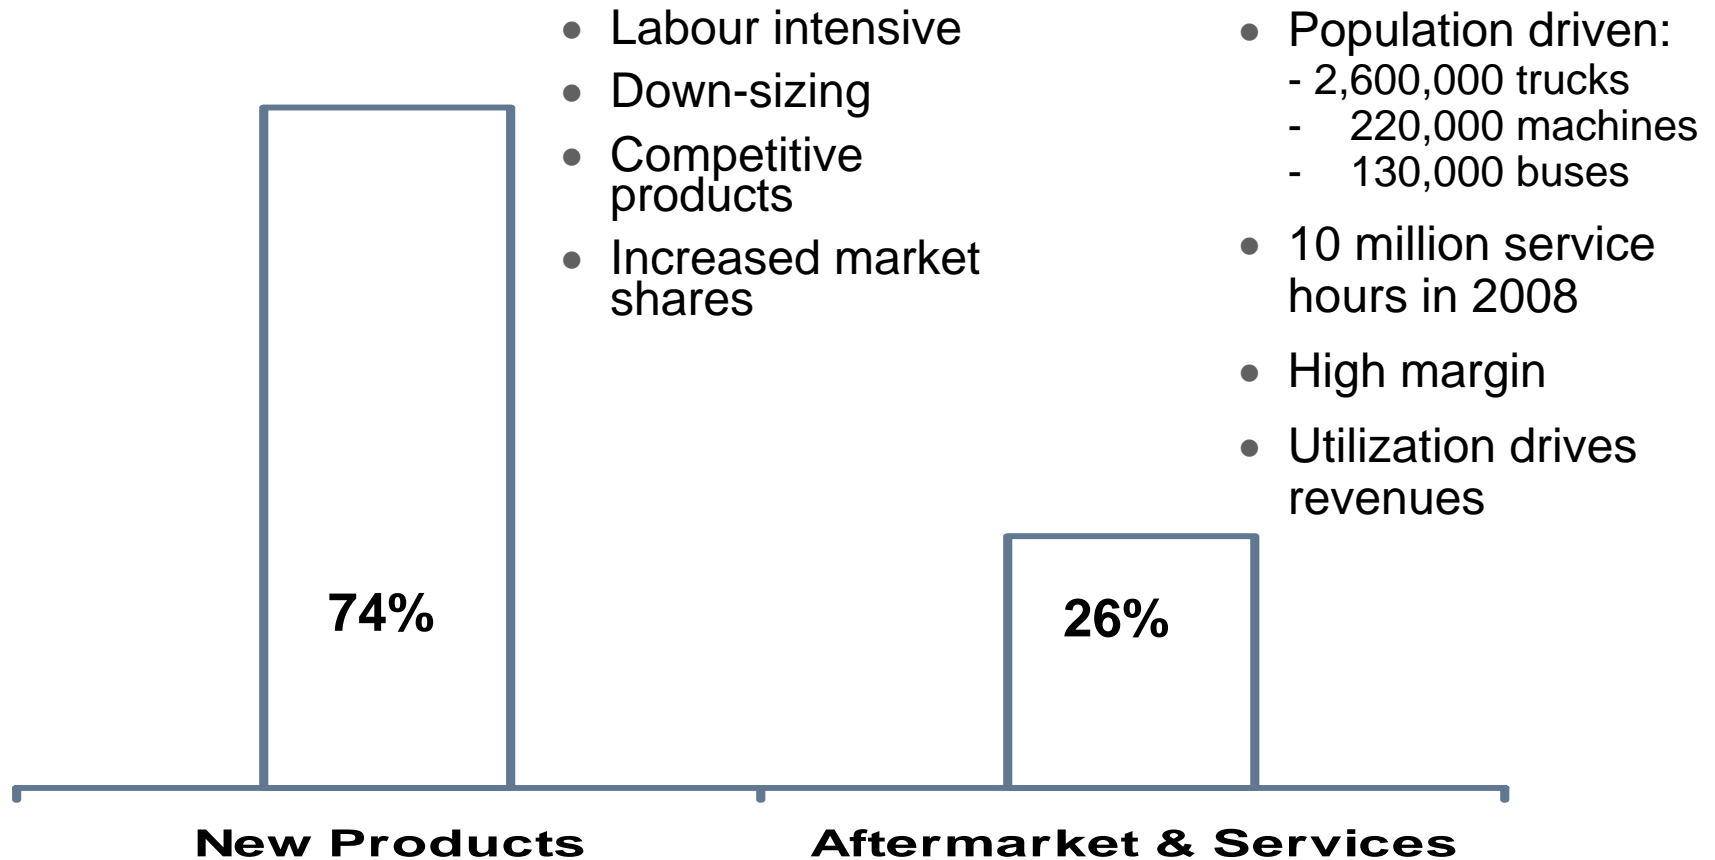 • Labour intensive
• Down-sizing
• Competitive
products
• Increased market
shares
• Population driven:
- 2,600,000 trucks
- 220,000 machines
- 130,000 buses
• 10 million service
hours in 2008
• High margin
• Utilization drives
revenues
74%
26%
New Products
Aftermarket & Services